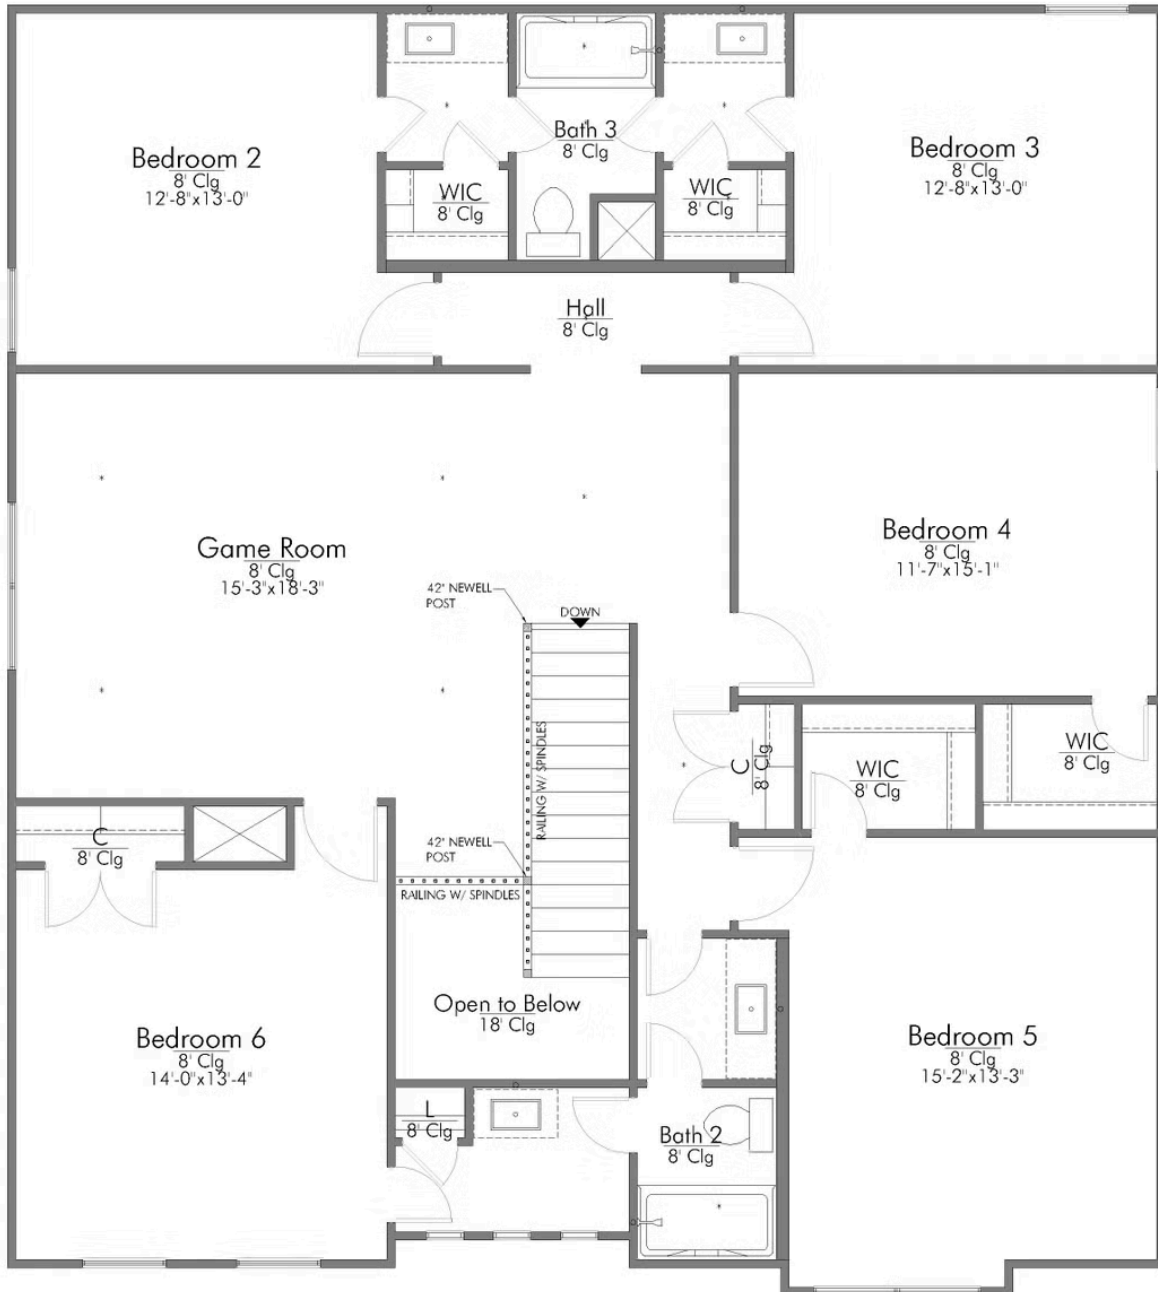 Bedroom 2
8' Clg
12'-8"x13'-0"
WIC
8' Clg
Bath 3
8' Clg
WIC
8' Clg
Bedroom 3
8' Clg
12'-8"x13'-0"
Hall
8' Clg
Game Room
8' Clg
15'-3"x18'-3"
42" NEWELL
POST
DOWN
Bedroom 4
8' Clg
11'-7"x15'-1"
RAILING W/ SPINDLES
C
8' Clg
WIC
8' Clg
WIC
8' Clg
C
8' Clg
42" NEWELL
POST
RAILING W/ SPINDLES
Open to Below
18' Clg
Bedroom 6
8' Clg
14'-0"x13'-4"
Bedroom 5
8' Clg
15'-2"x13'-3"
L
8' Clg
Bath 2
8' Clg